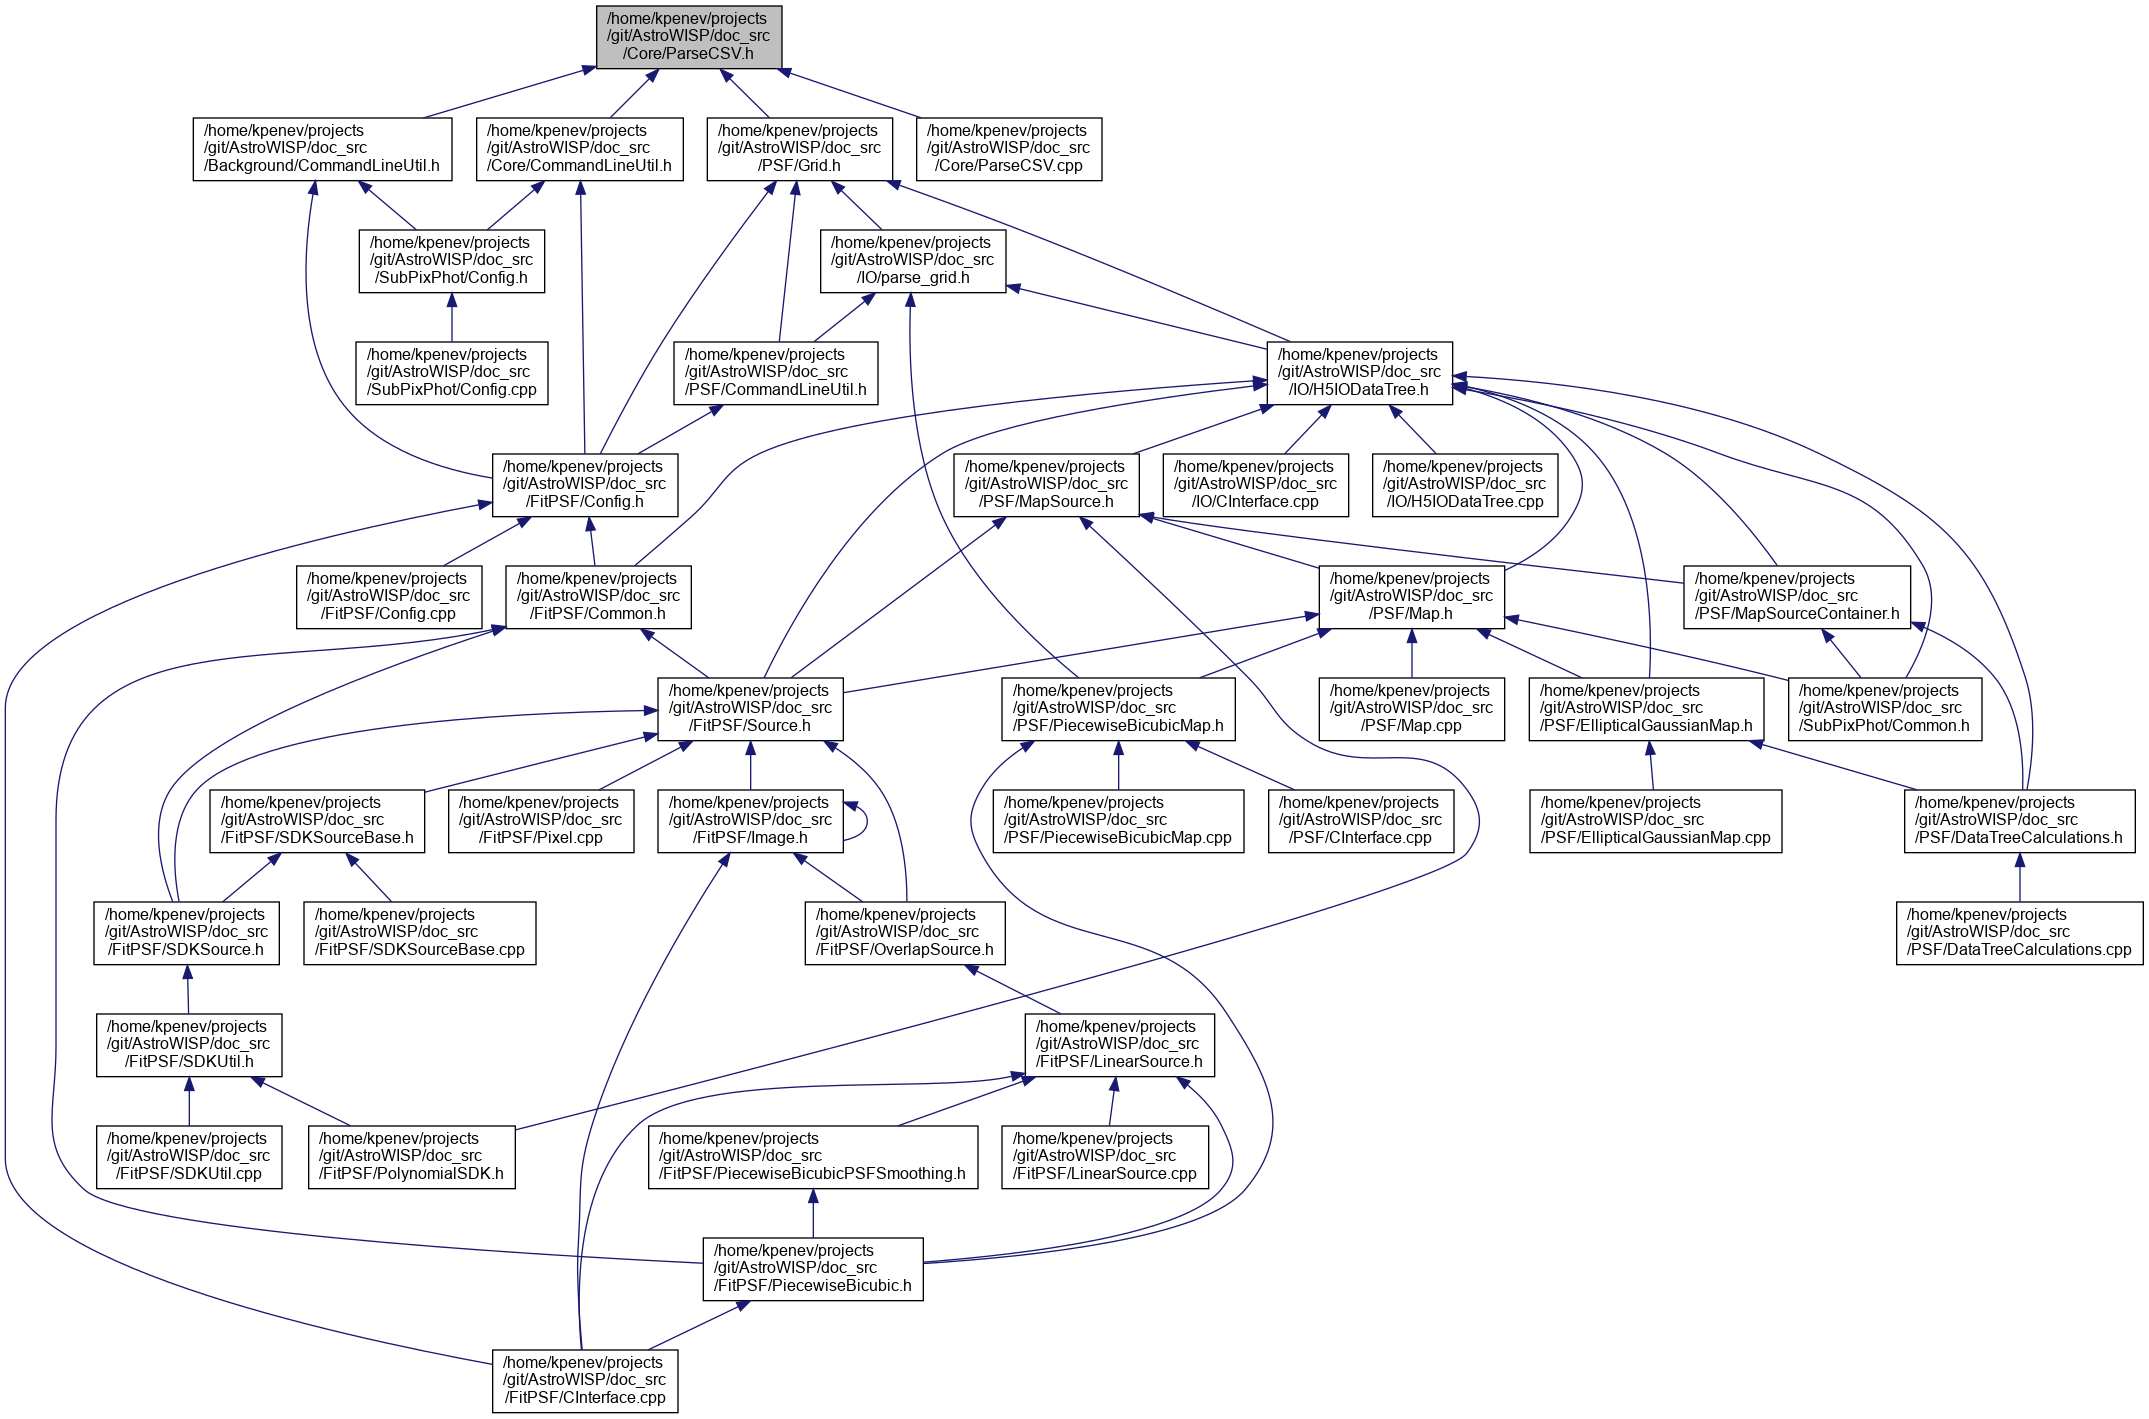 /home/kpenev/projects
/git/AstroWISP/doc_src
/Core/ParseCSV.h
/home/kpenev/projects
/git/AstroWISP/doc_src
/Background/CommandLineUtil.h
/home/kpenev/projects
/git/AstroWISP/doc_src
/Core/CommandLineUtil.h
/home/kpenev/projects
/git/AstroWISP/doc_src
/PSF/Grid.h
/home/kpenev/projects
/git/AstroWISP/doc_src
/Core/ParseCSV.cpp
/home/kpenev/projects
/git/AstroWISP/doc_src
/SubPixPhot/Config.h
/home/kpenev/projects
/git/AstroWISP/doc_src
/IO/parse_grid.h
/home/kpenev/projects
/git/AstroWISP/doc_src
/SubPixPhot/Config.cpp
/home/kpenev/projects
/git/AstroWISP/doc_src
/PSF/CommandLineUtil.h
/home/kpenev/projects
/git/AstroWISP/doc_src
/IO/H5IODataTree.h
/home/kpenev/projects
/git/AstroWISP/doc_src
/FitPSF/Config.h
/home/kpenev/projects
/git/AstroWISP/doc_src
/PSF/MapSource.h
/home/kpenev/projects
/git/AstroWISP/doc_src
/IO/CInterface.cpp
/home/kpenev/projects
/git/AstroWISP/doc_src
/IO/H5IODataTree.cpp
/home/kpenev/projects
/git/AstroWISP/doc_src
/FitPSF/Config.cpp
/home/kpenev/projects
/git/AstroWISP/doc_src
/FitPSF/Common.h
/home/kpenev/projects
/git/AstroWISP/doc_src
/PSF/Map.h
/home/kpenev/projects
/git/AstroWISP/doc_src
/PSF/MapSourceContainer.h
/home/kpenev/projects
/git/AstroWISP/doc_src
/FitPSF/Source.h
/home/kpenev/projects
/git/AstroWISP/doc_src
/PSF/PiecewiseBicubicMap.h
/home/kpenev/projects
/git/AstroWISP/doc_src
/PSF/Map.cpp
/home/kpenev/projects
/git/AstroWISP/doc_src
/PSF/EllipticalGaussianMap.h
/home/kpenev/projects
/git/AstroWISP/doc_src
/SubPixPhot/Common.h
/home/kpenev/projects
/git/AstroWISP/doc_src
/FitPSF/SDKSourceBase.h
/home/kpenev/projects
/git/AstroWISP/doc_src
/FitPSF/Pixel.cpp
/home/kpenev/projects
/git/AstroWISP/doc_src
/FitPSF/Image.h
/home/kpenev/projects
/git/AstroWISP/doc_src
/PSF/PiecewiseBicubicMap.cpp
/home/kpenev/projects
/git/AstroWISP/doc_src
/PSF/CInterface.cpp
/home/kpenev/projects
/git/AstroWISP/doc_src
/PSF/EllipticalGaussianMap.cpp
/home/kpenev/projects
/git/AstroWISP/doc_src
/PSF/DataTreeCalculations.h
/home/kpenev/projects
/git/AstroWISP/doc_src
/FitPSF/SDKSource.h
/home/kpenev/projects
/git/AstroWISP/doc_src
/FitPSF/SDKSourceBase.cpp
/home/kpenev/projects
/git/AstroWISP/doc_src
/FitPSF/OverlapSource.h
/home/kpenev/projects
/git/AstroWISP/doc_src
/PSF/DataTreeCalculations.cpp
/home/kpenev/projects
/git/AstroWISP/doc_src
/FitPSF/SDKUtil.h
/home/kpenev/projects
/git/AstroWISP/doc_src
/FitPSF/LinearSource.h
/home/kpenev/projects
/git/AstroWISP/doc_src
/FitPSF/SDKUtil.cpp
/home/kpenev/projects
/git/AstroWISP/doc_src
/FitPSF/PolynomialSDK.h
/home/kpenev/projects
/git/AstroWISP/doc_src
/FitPSF/PiecewiseBicubicPSFSmoothing.h
/home/kpenev/projects
/git/AstroWISP/doc_src
/FitPSF/LinearSource.cpp
/home/kpenev/projects
/git/AstroWISP/doc_src
/FitPSF/PiecewiseBicubic.h
/home/kpenev/projects
/git/AstroWISP/doc_src
/FitPSF/CInterface.cpp